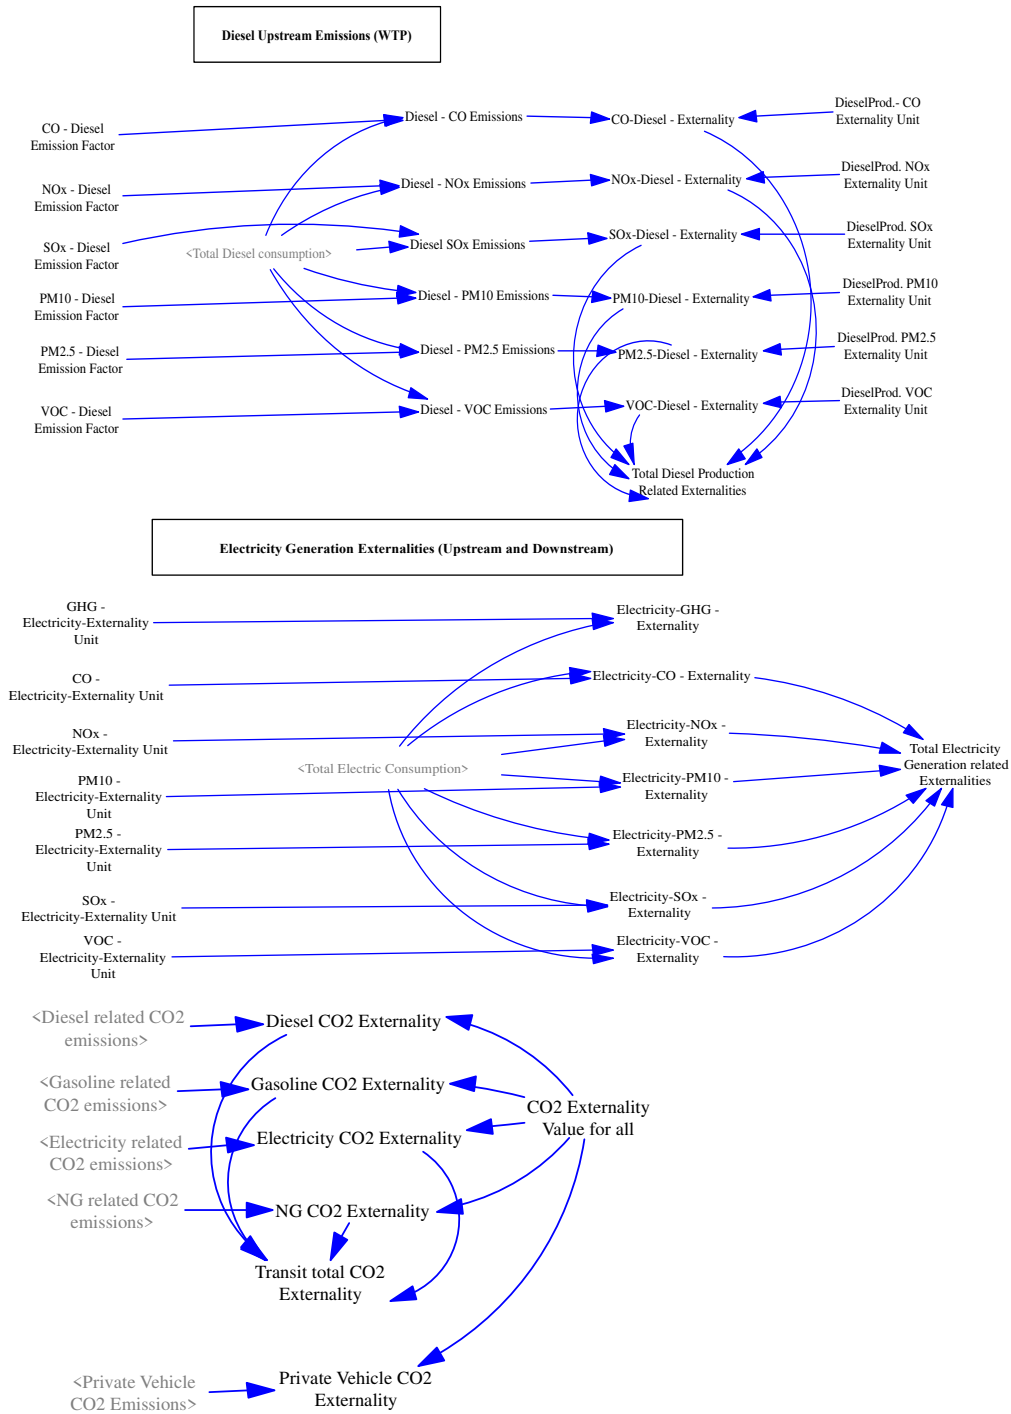 Diesel Upstream Emissions (WTP)
CO - Diesel
Emission Factor
Diesel - CO Emissions
CO-Diesel - Externality
DieselProd.- CO
Externality Unit
NOx - Diesel
Emission Factor
Diesel - NOx Emissions
NOx-Diesel - Externality
DieselProd. NOx
Externality Unit
SOx - Diesel
Emission Factor
<Total Diesel consumption>
Diesel SOx Emissions
SOx-Diesel - Externality
DieselProd. SOx
Externality Unit
PM10 - Diesel
Emission Factor
Diesel - PM10 Emissions
PM10-Diesel - Externality
DieselProd. PM10
Externality Unit
PM2.5 - Diesel
Emission Factor
Diesel - PM2.5 Emissions
PM2.5-Diesel - Externality
DieselProd. PM2.5
Externality Unit
VOC - Diesel
Emission Factor
Diesel - VOC Emissions
VOC-Diesel - Externality
DieselProd. VOC
Externality Unit
Total Diesel Production
Related Externalities
Electricity Generation Externalities (Upstream and Downstream)
GHG -
Electricity-Externality
Unit
Electricity-GHG -
Externality
CO -
Electricity-Externality Unit
Electricity-CO - Externality
NOx -
Electricity-Externality Unit
Electricity-NOx -
Externality
<Total Electric Consumption>
Total Electricity
Generation related
Externalities
PM10 -
Electricity-Externality
Unit
Electricity-PM10 -
Externality
PM2.5 -
Electricity-Externality
Unit
Electricity-PM2.5 -
Externality
SOx -
Electricity-Externality Unit
Electricity-SOx -
Externality
VOC -
Electricity-Externality
Unit
Electricity-VOC -
Externality
<Diesel related CO2
emissions>
Diesel CO2 Externality
<Gasoline related
CO2 emissions>
Gasoline CO2 Externality
CO2 Externality
Value for all
<Electricity related
CO2 emissions>
Electricity CO2 Externality
<NG related CO2
emissions>
NG CO2 Externality
Transit total CO2
Externality
<Private Vehicle
CO2 Emissions>
Private Vehicle CO2
Externality